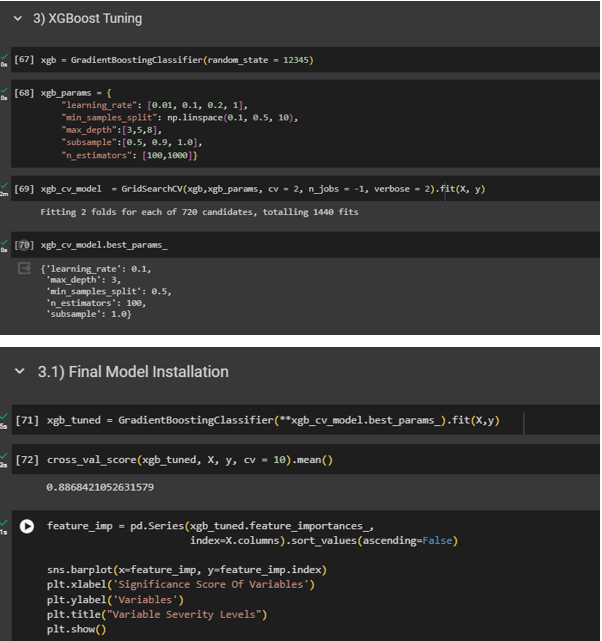 3) XGBoost Tuning
[67] xgb = GradientBoostingClassifier(random_state = 12345)
0s
[68] xgb_params = {
0s
"learning_rate": [0.01, 0.1, 0.2, 1],
"min_samples_split": np.linspace(0.1, 0.5, 10),
"max_depth":[3,5,8],
"subsample":[0.5, 0.9, 1.0],
"n_estimators": [100,1000]}
[69] xgb_cv_model  = GridSearchCV(xgb,xgb_params, cv = 2, n_jobs = -1, verbose = 2).fit(X, y)
2m
Fitting 2 folds for each of 720 candidates, totalling 1440 fits
[70] xgb_cv_model.best_params_
0s
{'learning_rate': 0.1,
'max_depth': 3,
'min_samples_split': 0.5,
'n_estimators': 100,
'subsample': 1.0}
3.1) Final Model Installation
[71] xgb_tuned = GradientBoostingClassifier(**xgb_cv_model.best_params_).fit(X,y)
[72] cross_val_score(xgb_tuned, X, y, cv = 10).mean()
0.8868421052631579
feature_imp = pd.Series(xgb_tuned.feature_importances_,
1s
index=X.columns).sort_values(ascending=False)
sns.barplot(x=feature_imp, y=feature_imp.index)
plt.xlabel('Significance Score Of Variables')
plt.ylabel('Variables')
plt.title("Variable Severity Levels")
plt.show()